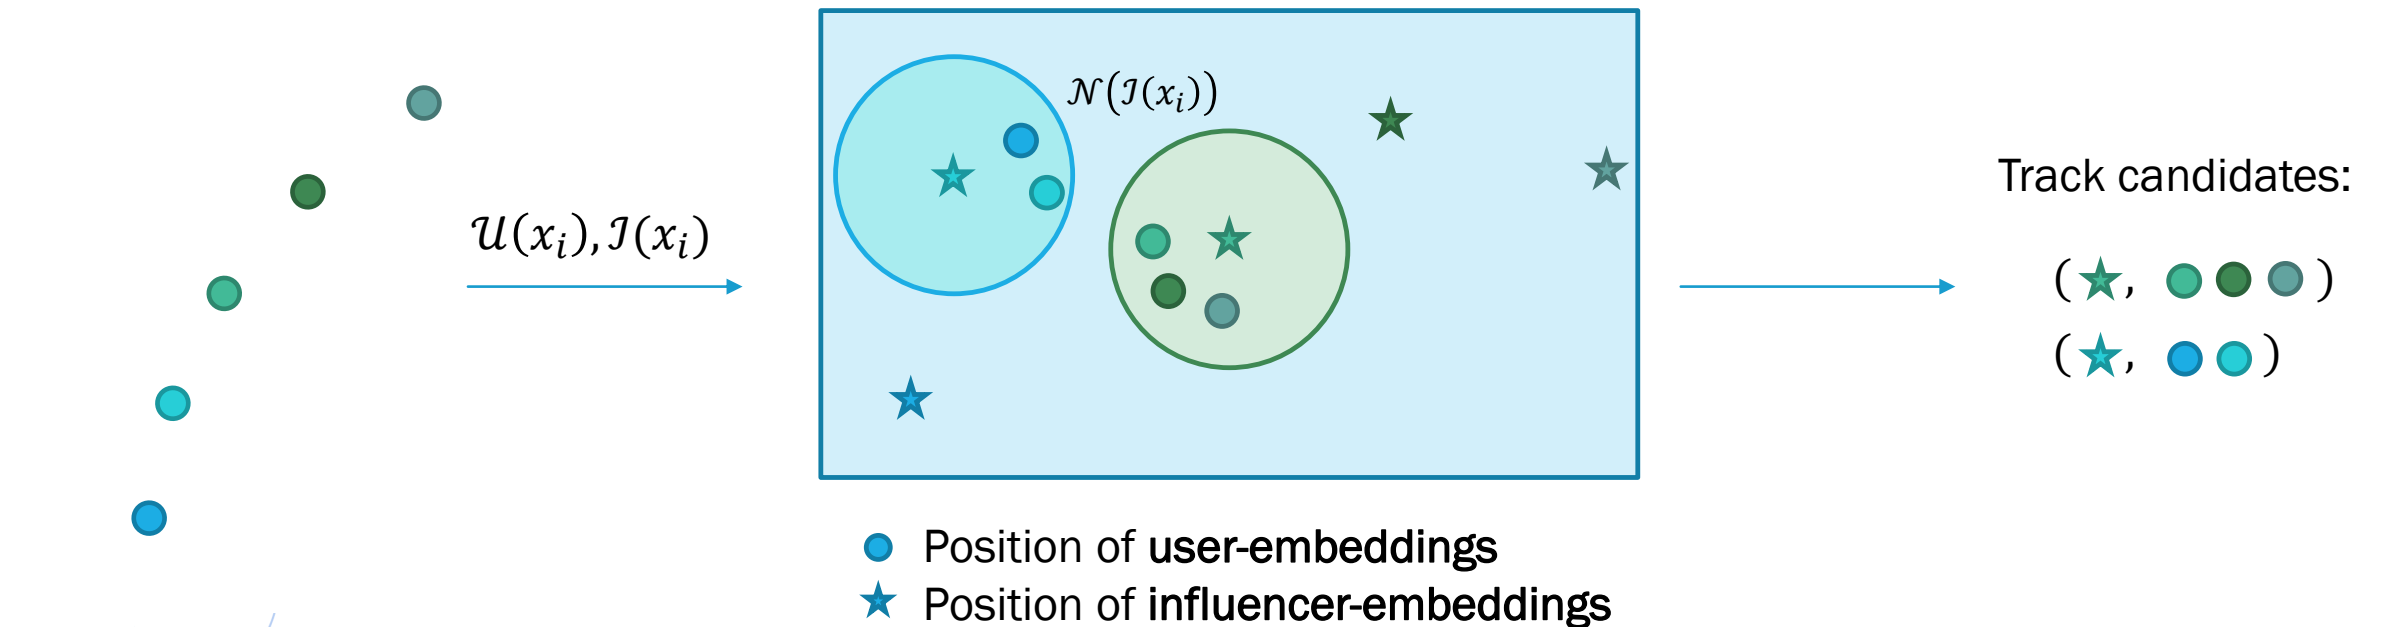 𝒰(xᵢ), ℐ(xᵢ)
𝒩(ℐ(xᵢ))
Track candidates:
( , )
( , )
Position of user-embeddings
Position of influencer-embeddings